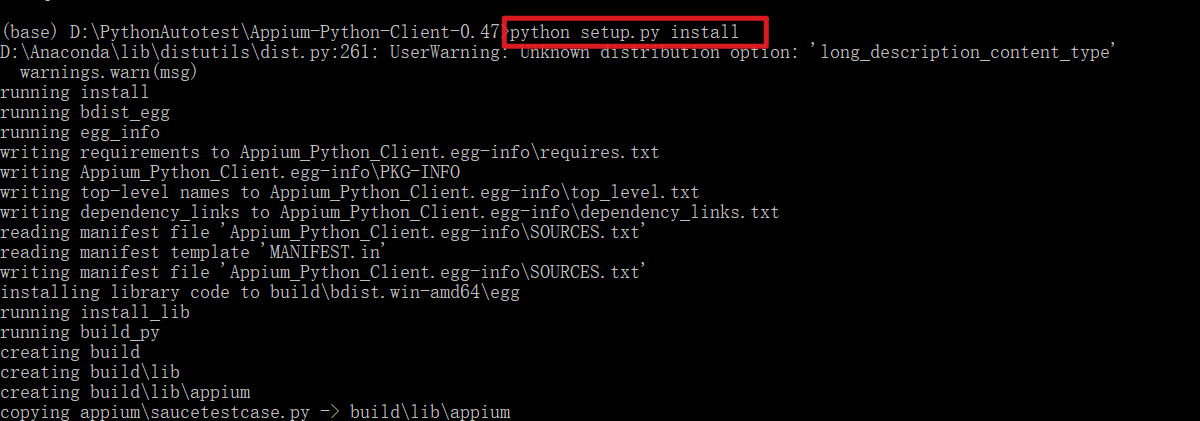 (base) D:\PythonAutotest\Appium-Python-Client-0.47>python setup.py install
D:\Anaconda\lib\distutils\dist.py:261: UserWarning: Unknown distribution option: 'long_description_content_type'
  warnings.warn(msg)
running install
running bdist_egg
running egg_info
writing requirements to Appium_Python_Client.egg-info\requires.txt
writing Appium_Python_Client.egg-info\PKG-INFO
writing top-level names to Appium_Python_Client.egg-info\top_level.txt
writing dependency_links to Appium_Python_Client.egg-info\dependency_links.txt
reading manifest file 'Appium_Python_Client.egg-info\SOURCES.txt'
reading manifest template 'MANIFEST.in'
writing manifest file 'Appium_Python_Client.egg-info\SOURCES.txt'
installing library code to build\bdist.win-amd64\egg
running install_lib
running build_py
creating build
creating build\lib
creating build\lib\appium
copying appium\saucetestcase.py -> build\lib\appium